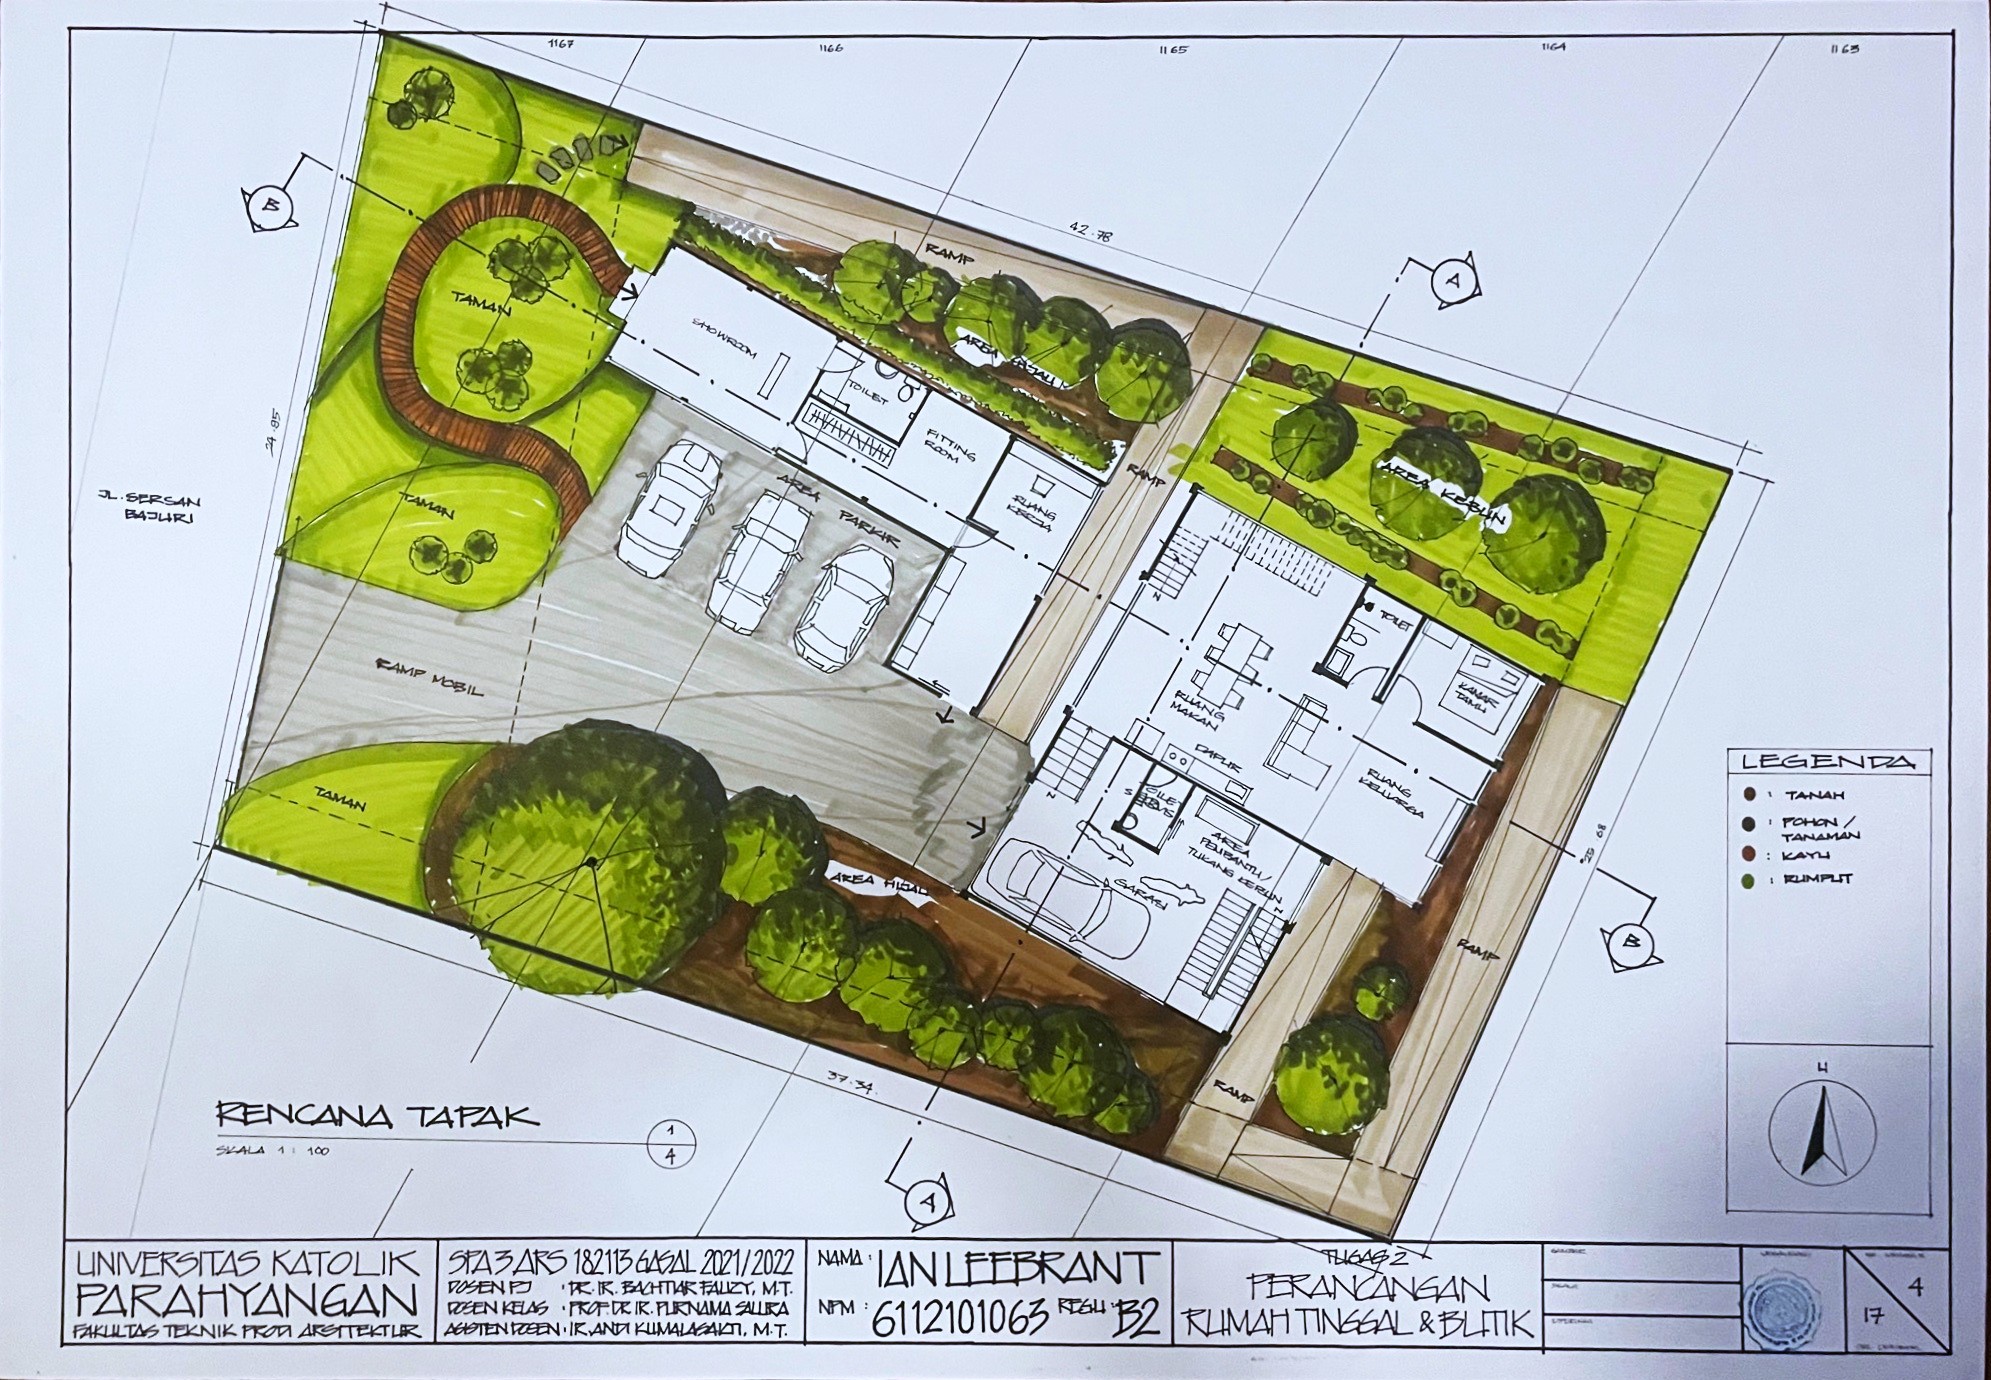 1167
1166
1165
1164
1163
B
42.78
A
RAMP
TAMAN
SHOWROOM
AREA HIJAU
TOILET
FITTING
ROOM
RAMP
AREA KEBUN
24.85
JL. SERSAN
BAJURI
TAMAN
AREA
PARKIR
RUANG
KERJA
N
TOILET
KAMAR
TAMU
RAMP MOBIL
RUANG
MAKAN
DAPUR
RUANG
KELUARGA
N
TAMAN
AREA
PEMBANTU/
TUKANG KEBUN
GARASI
N
AREA HIJAU
25.68
B
RAMP
RAMP
37.34
A
LEGENDA
: TANAH
: POHON /
TANAMAN
: KAYU
: RUMPUT
U
RENCANA TAPAK
SKALA 1 : 100
1
4
UNIVERSITAS KATOLIK
PARAHYANGAN
FAKULTAS TEKNIK PRODI ARSITEKTUR
SPA 3 ARS 182113 GASAL 2021/2022
DOSEN PJ : DR. IR. BACHTIAR FAUZY, M.T.
DOSEN KELAS : PROF. DR. IR. PURNAMA SALURA
ASISTEN DOSEN : IR. ANDI KUMALASAKTI, M.T.
NAMA : IAN LEEBRANT
NPM : 6112101063 REGU : B2
TUGAS 2
PERANCANGAN
RUMAH TINGGAL & BUTIK
4
17